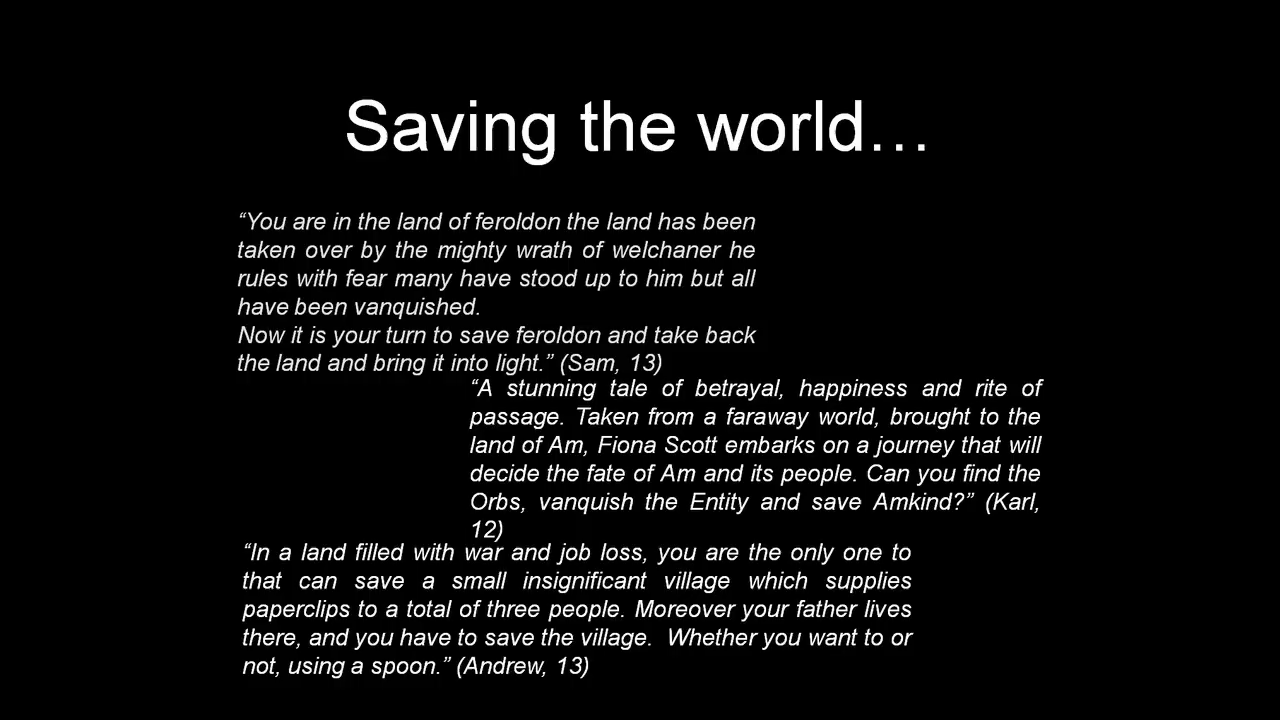 Saving the world…
“You are in the land of feroldon the land has been
taken over by the mighty wrath of welchaner he
rules with fear many have stood up to him but all
have been vanquished.
Now it is your turn to save feroldon and take back
the land and bring it into light.” (Sam, 13)
“A stunning tale of betrayal, happiness and rite of
passage. Taken from a faraway world, brought to the
land of Am, Fiona Scott embarks on a journey that will
decide the fate of Am and its people. Can you find the
Orbs, vanquish the Entity and save Amkind?” (Karl,
12)
“In a land filled with war and job loss, you are the only one to
that can save a small insignificant village which supplies
paperclips to a total of three people. Moreover your father lives
there, and you have to save the village.  Whether you want to or
not, using a spoon.” (Andrew, 13)